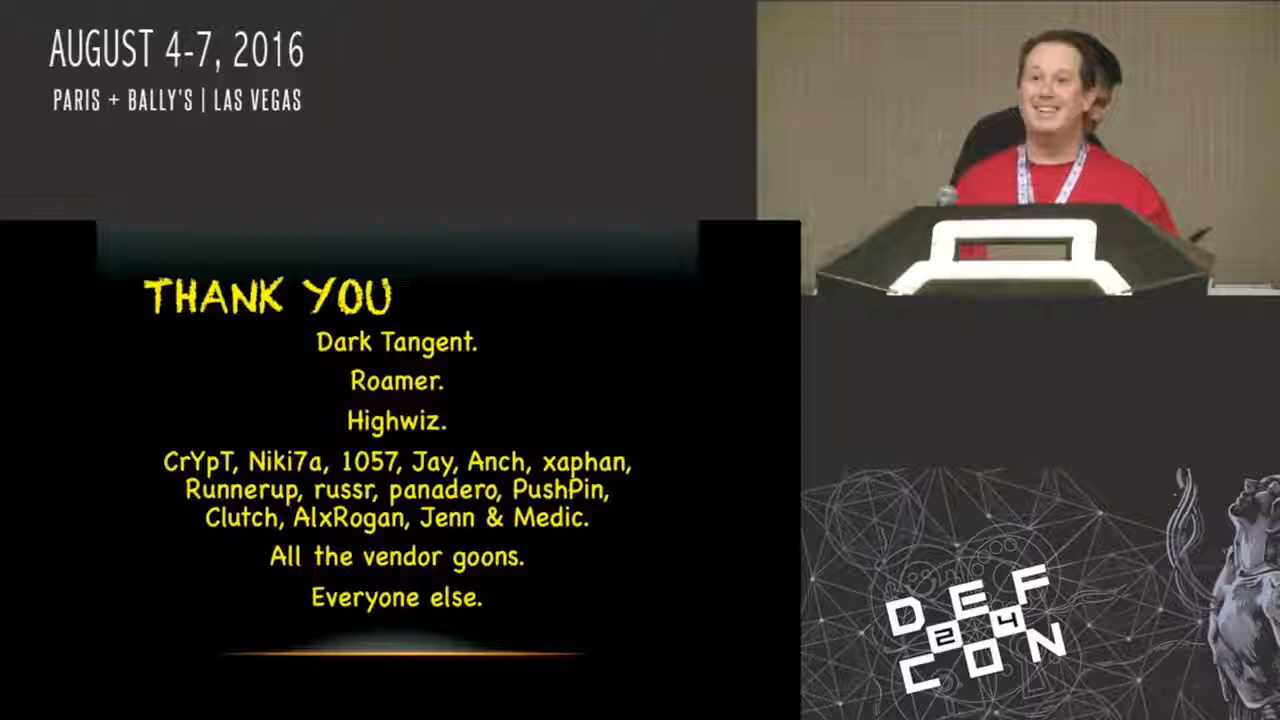 AUGUST 4-7, 2016
PARIS + BALLY'S | LAS VEGAS
THANK YOU
Dark Tangent.
Roamer.
Highwiz.
CrYpT, Niki7a, 1057, Jay, Anch, xaphan,
Runnerup, russr, panadero, PushPin,
Clutch, AlxRogan, Jenn & Medic.
All the vendor goons.
Everyone else.
DEF
24
CON